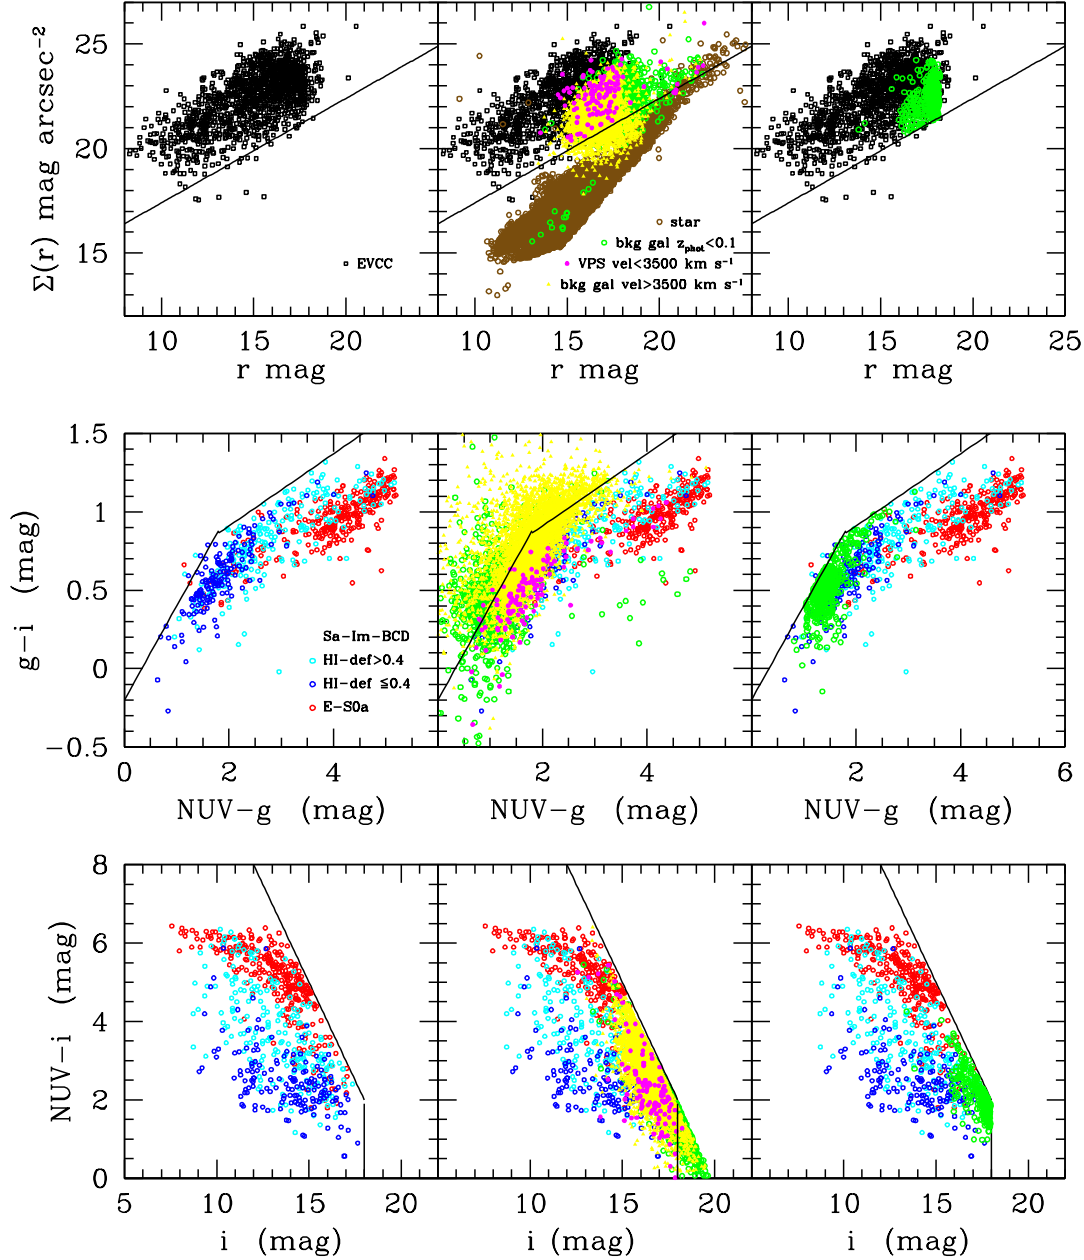 25
20
15
Σ(r) mag arcsec⁻²
EVCC
star
bkg gal z_phot<0.1
VPS vel<3500 km s⁻¹
bkg gal vel>3500 km s⁻¹
10 15 20 10 15 20 10 15 20 25
r mag r mag r mag
1.5
1
0.5
0
−0.5
g−i (mag)
Sa−Im−BCD
HI−def>0.4
HI−def ≤0.4
E−S0a
0 2 4 2 4 2 4 6
NUV−g (mag) NUV−g (mag) NUV−g (mag)
8
6
4
2
0
NUV−i (mag)
5 10 15 20 10 15 20 10 15 20
i (mag) i (mag) i (mag)